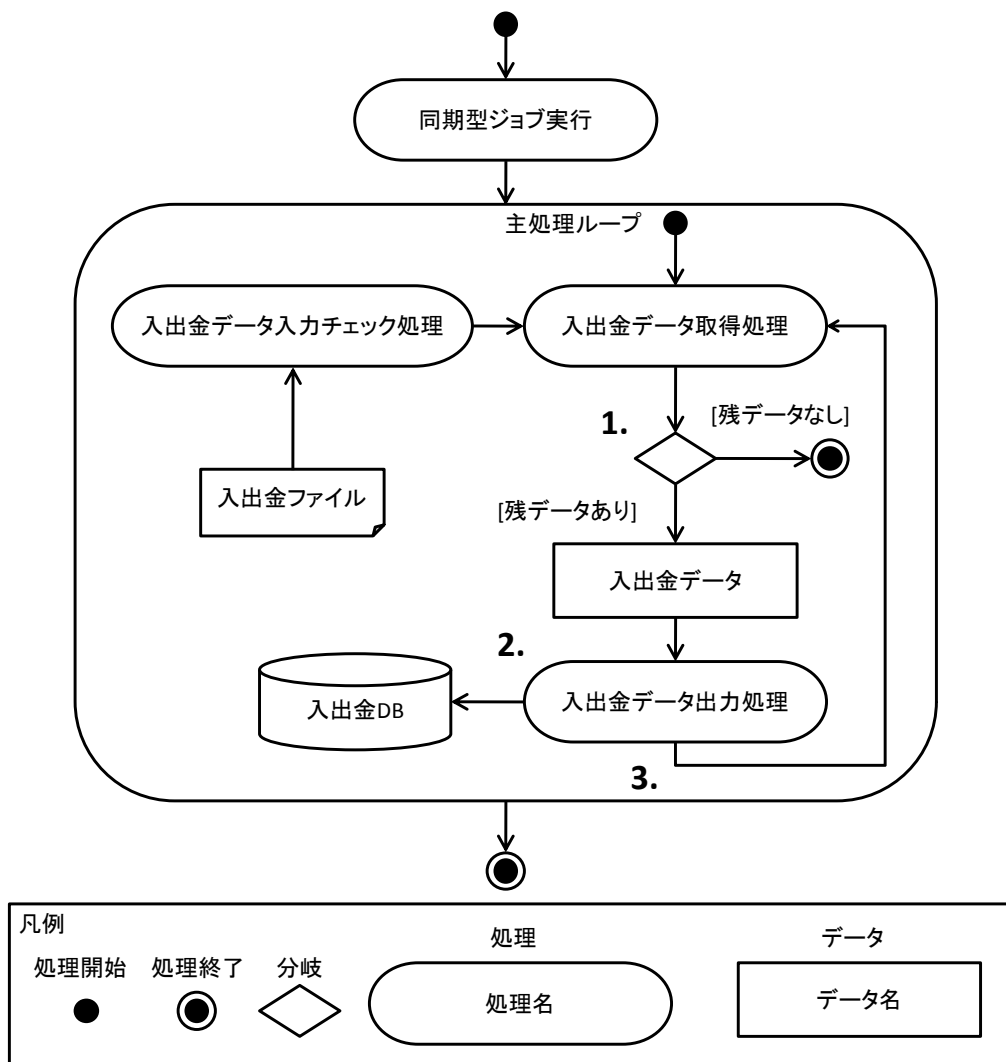 同期型ジョブ実行
主処理ループ
入出金データ入力チェック処理
入出金データ取得処理
1.
[残データなし]
入出金ファイル
[残データあり]
入出金データ
2.
入出金DB
入出金データ出力処理
3.
凡例
処理
データ
処理開始
処理終了
分岐
処理名
データ名